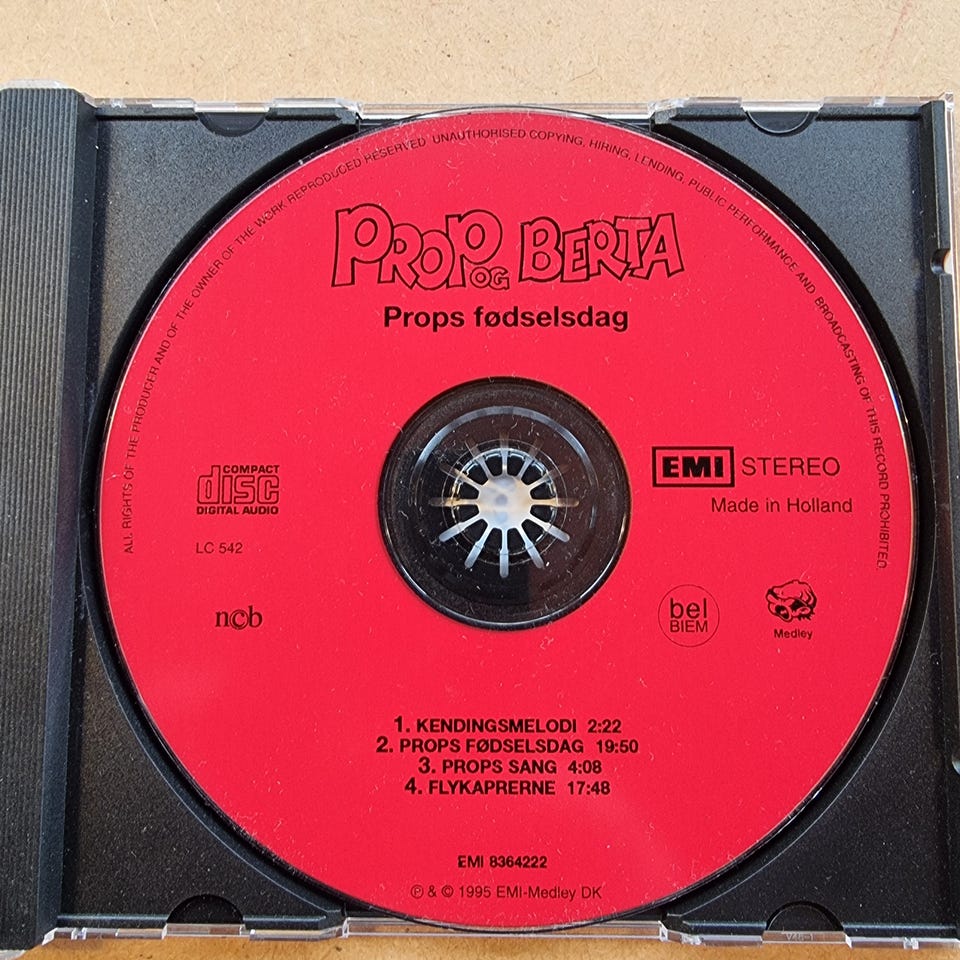 ALL RIGHTS OF THE PRODUCER AND OF THE OWNER OF THE WORK REPRODUCED RESERVED UNAUTHORISED COPYING, HIRING, LENDING, PUBLIC PERFORMANCE AND BROADCASTING OF THIS RECORD PROHIBITED.
PROP OG BERTA
Props fødselsdag
COMPACT
disc
DIGITAL AUDIO
EMI STEREO
Made in Holland
LC 542
ncb
bel
BIEM
Medley
1. KENDINGSMELODI 2:22
2. PROPS FØDSELSDAG 19:50
3. PROPS SANG 4:08
4. FLYKAPRERNE 17:48
EMI 8364222
℗ & © 1995 EMI-Medley DK